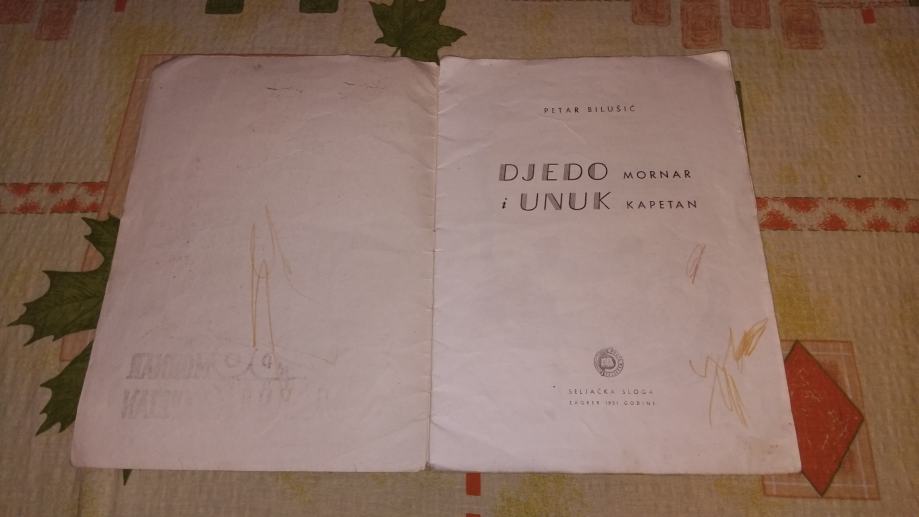 PETAR BILUŠIĆ
DJEDO MORNAR
i UNUK KAPETAN
SELJAČKA SLOGA
ZAGREB 1951 GODINE